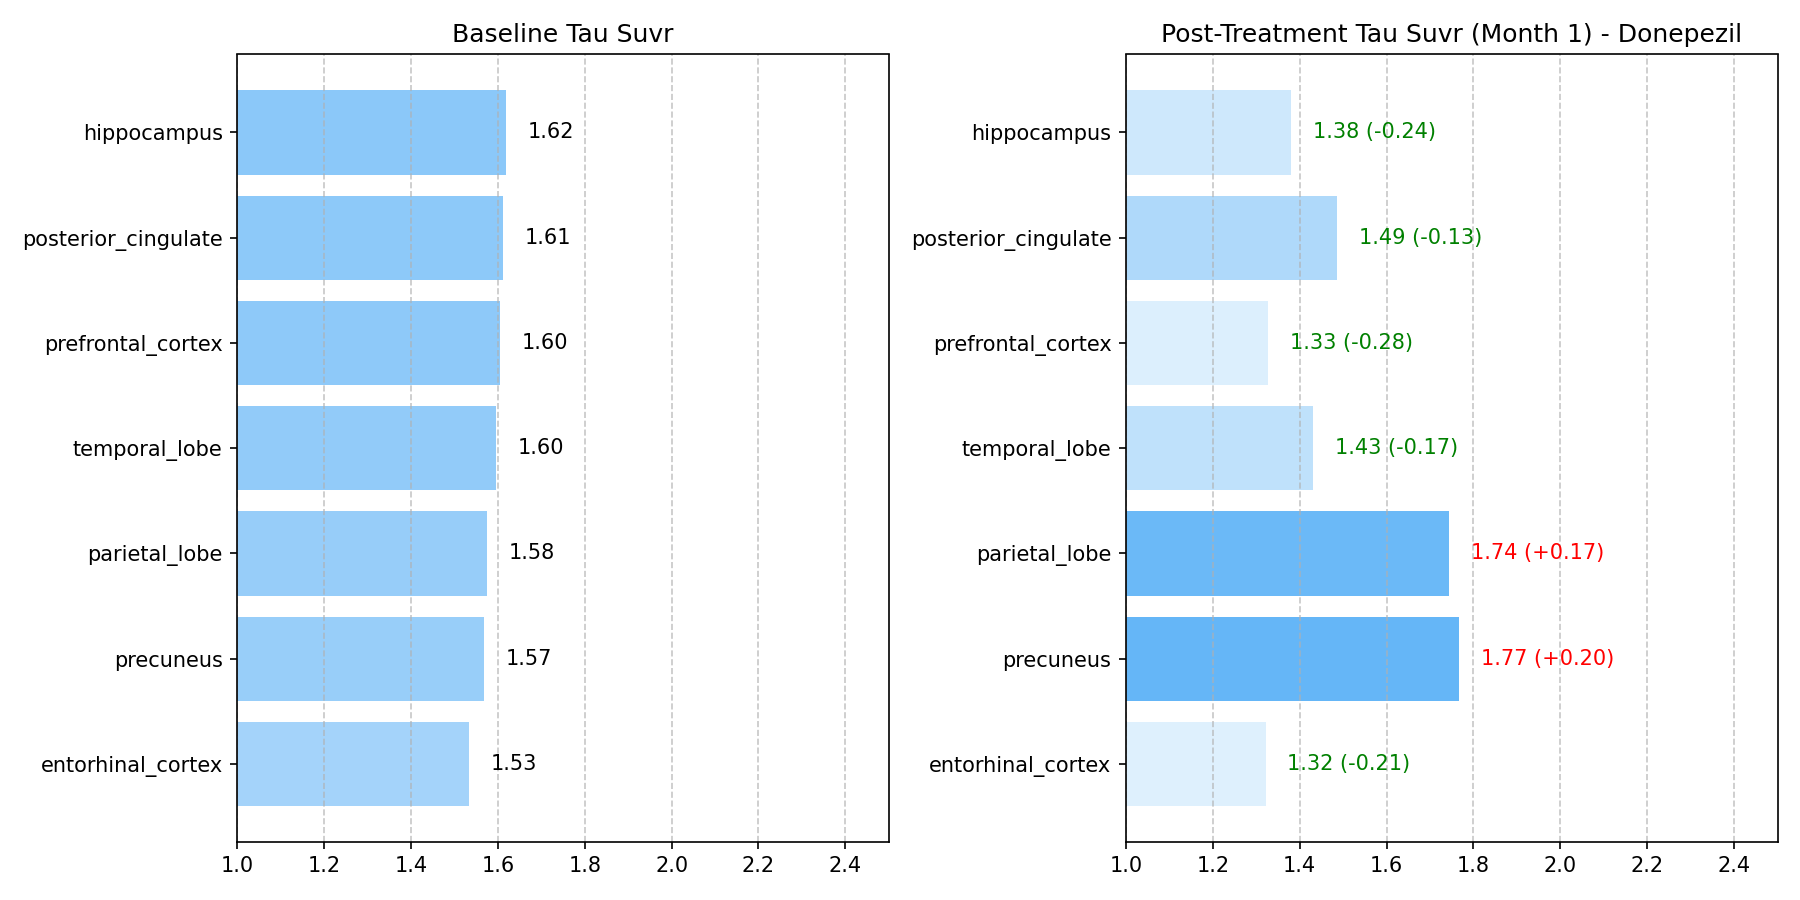 Baseline Tau Suvr
hippocampus
1.62
posterior_cingulate
1.61
prefrontal_cortex
1.60
temporal_lobe
1.60
parietal_lobe
1.58
precuneus
1.57
entorhinal_cortex
1.53
1.0 1.2 1.4 1.6 1.8 2.0 2.2 2.4
Post-Treatment Tau Suvr (Month 1) - Donepezil
hippocampus
1.38 (-0.24)
posterior_cingulate
1.49 (-0.13)
prefrontal_cortex
1.33 (-0.28)
temporal_lobe
1.43 (-0.17)
parietal_lobe
1.74 (+0.17)
precuneus
1.77 (+0.20)
entorhinal_cortex
1.32 (-0.21)
1.0 1.2 1.4 1.6 1.8 2.0 2.2 2.4